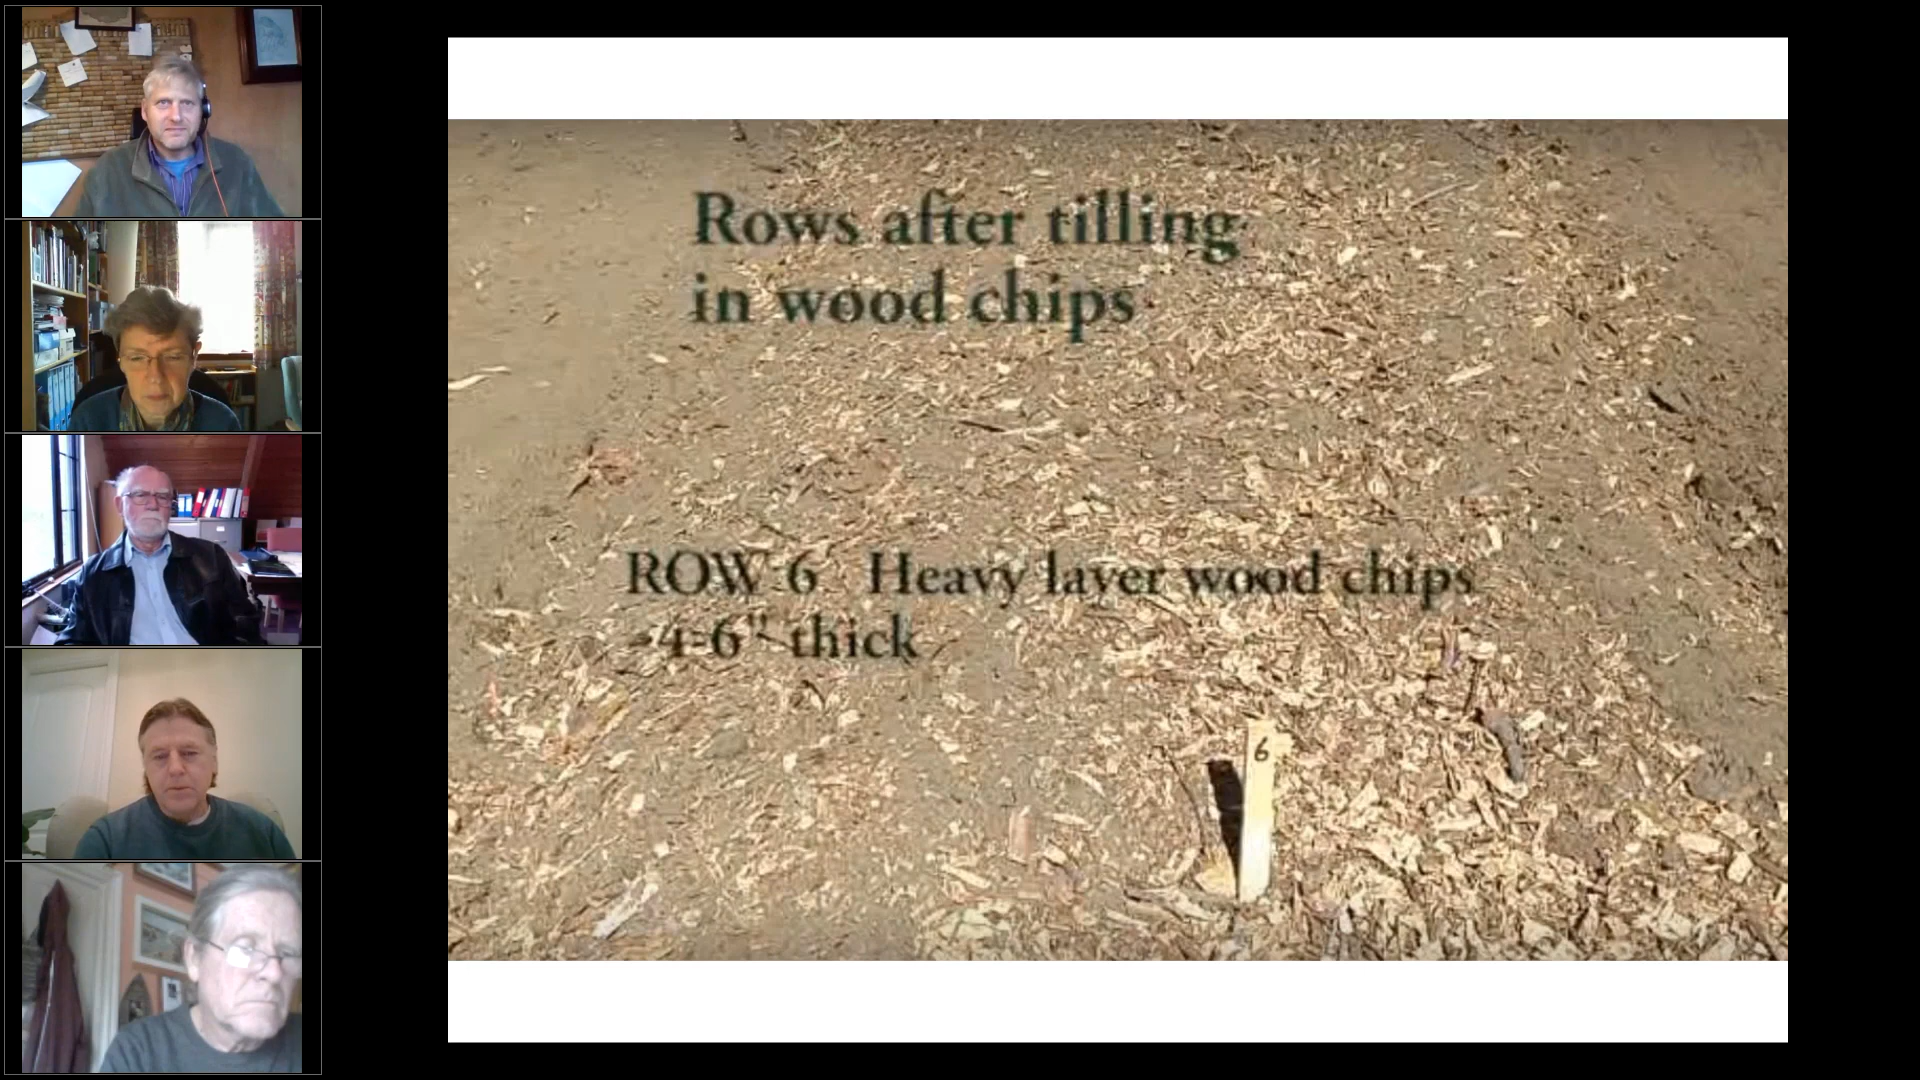 Rows after tilling
in wood chips
ROW 6 Heavy layer wood chips
~4-6" thick
6